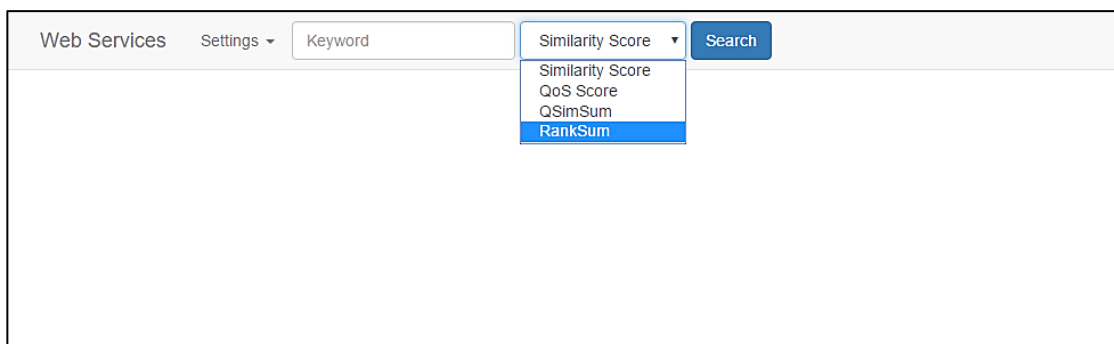 Web Services Settings Keyword Similarity Score Search
Similarity Score
QoS Score
QSimSum
RankSum